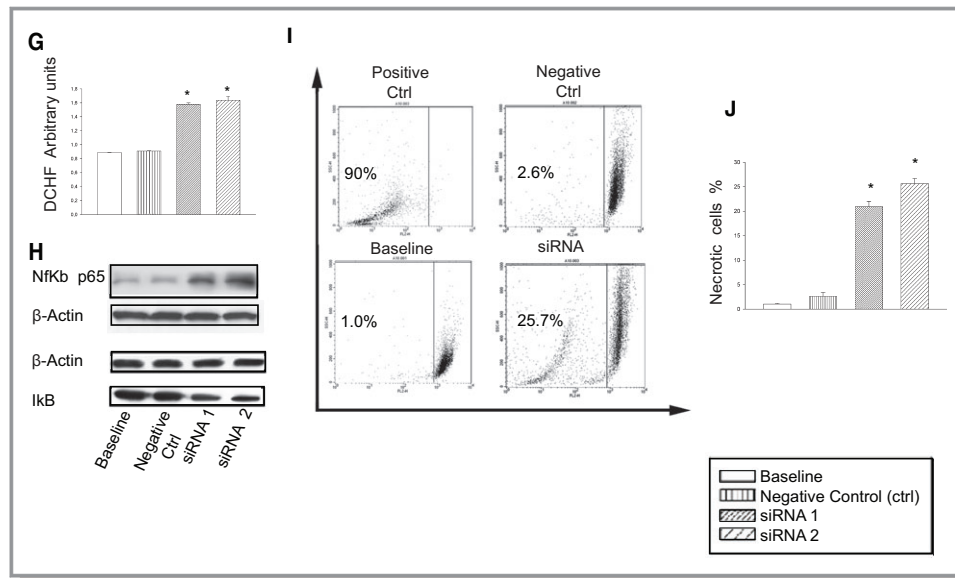 G
DCHF Arbitrary units
1,8
1,6
1,4
1,2
1,0
0,8
0,6
0,4
0,2
0,0
*
*
H
NfKb p65
β-Actin
β-Actin
IkB
Baseline
Negative Ctrl
siRNA 1
siRNA 2
I
Positive Ctrl
90%
Negative Ctrl
2.6%
Baseline
1.0%
siRNA
25.7%
J
Necrotic cells %
30
25
20
15
10
5
0
*
*
Baseline
Negative Control (ctrl)
siRNA 1
siRNA 2